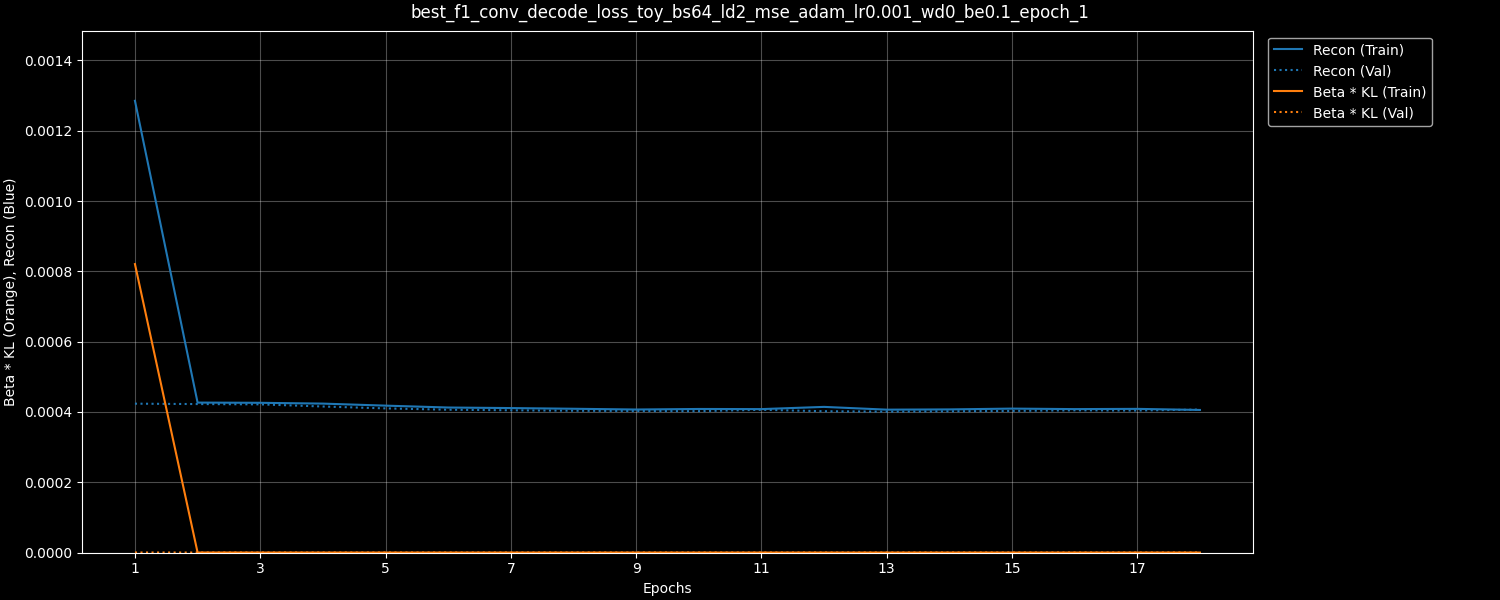 best_f1_conv_decode_loss_toy_bs64_ld2_mse_adam_lr0.001_wd0_be0.1_epoch_1
Recon (Train)
Recon (Val)
Beta * KL (Train)
Beta * KL (Val)
Beta * KL (Orange), Recon (Blue)
0.0014
0.0012
0.0010
0.0008
0.0006
0.0004
0.0002
0.0000
1 3 5 7 9 11 13 15 17
Epochs